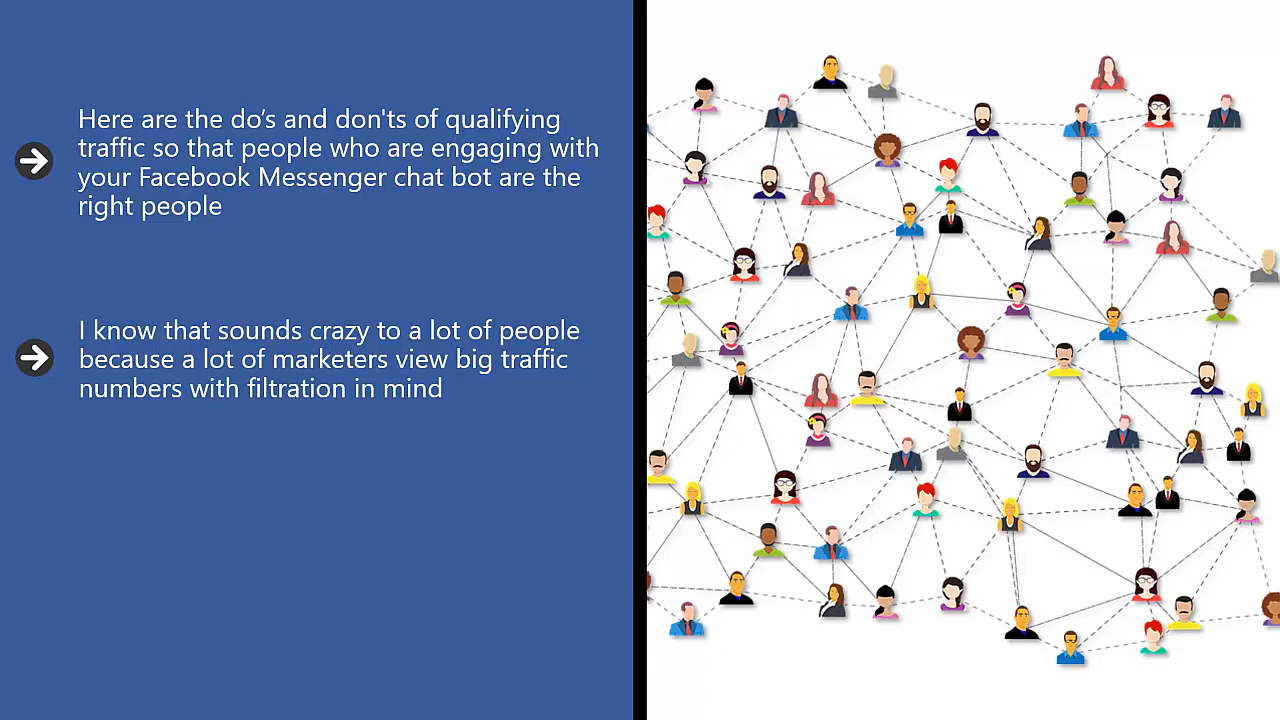 Here are the do’s and don'ts of qualifying
traffic so that people who are engaging with
your Facebook Messenger chat bot are the
right people
I know that sounds crazy to a lot of people
because a lot of marketers view big traffic
numbers with filtration in mind